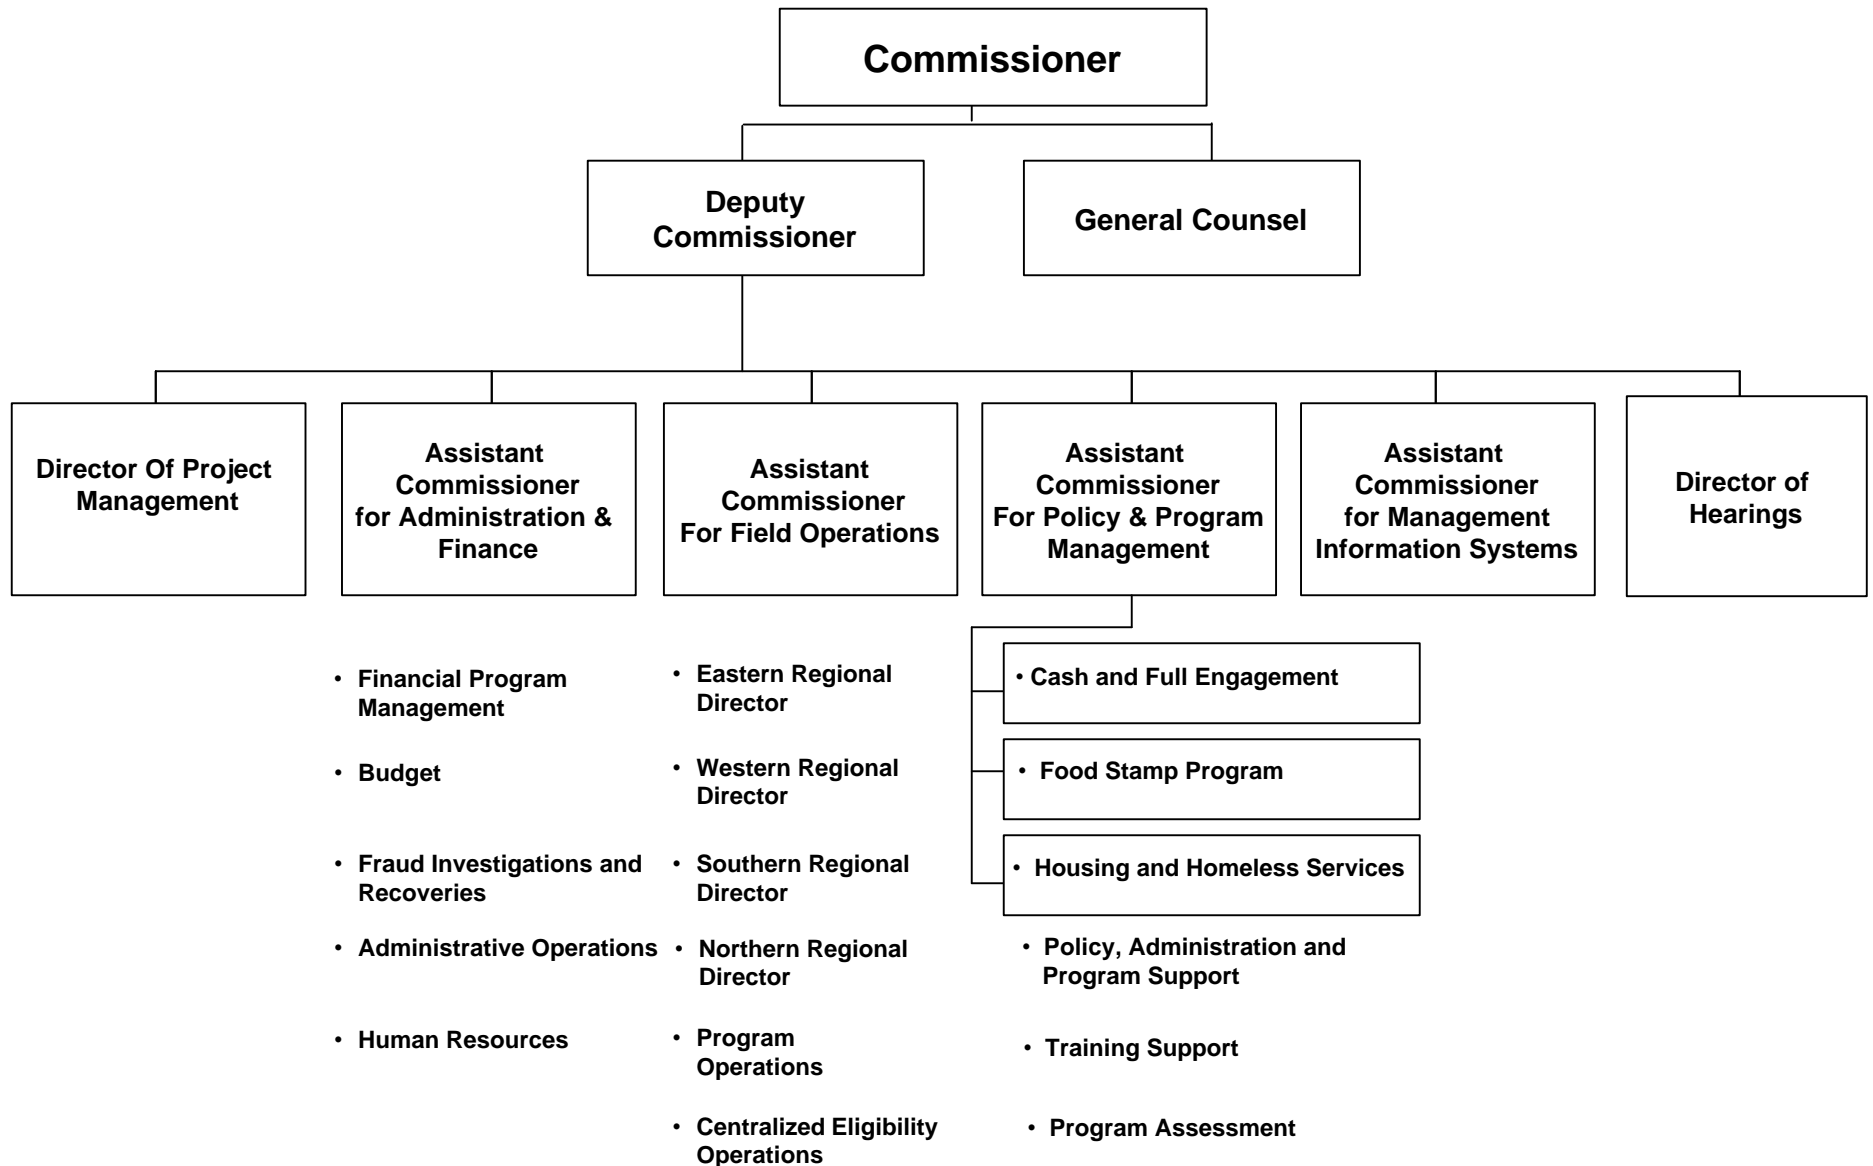 Commissioner
Deputy
Commissioner
General Counsel
Director Of Project
Management
Assistant
Commissioner
for Administration &
Finance
Assistant
Commissioner
For Field Operations
Assistant
Commissioner
For Policy & Program
Management
Assistant
Commissioner
for Management
Information Systems
Director of
Hearings
• Financial Program
Management
• Budget
• Fraud Investigations and
Recoveries
• Administrative Operations
• Human Resources
• Eastern Regional
Director
• Western Regional
Director
• Southern Regional
Director
• Northern Regional
Director
• Program
Operations
• Centralized Eligibility
Operations
• Cash and Full Engagement
• Food Stamp Program
• Housing and Homeless Services
• Policy, Administration and
Program Support
• Training Support
• Program Assessment